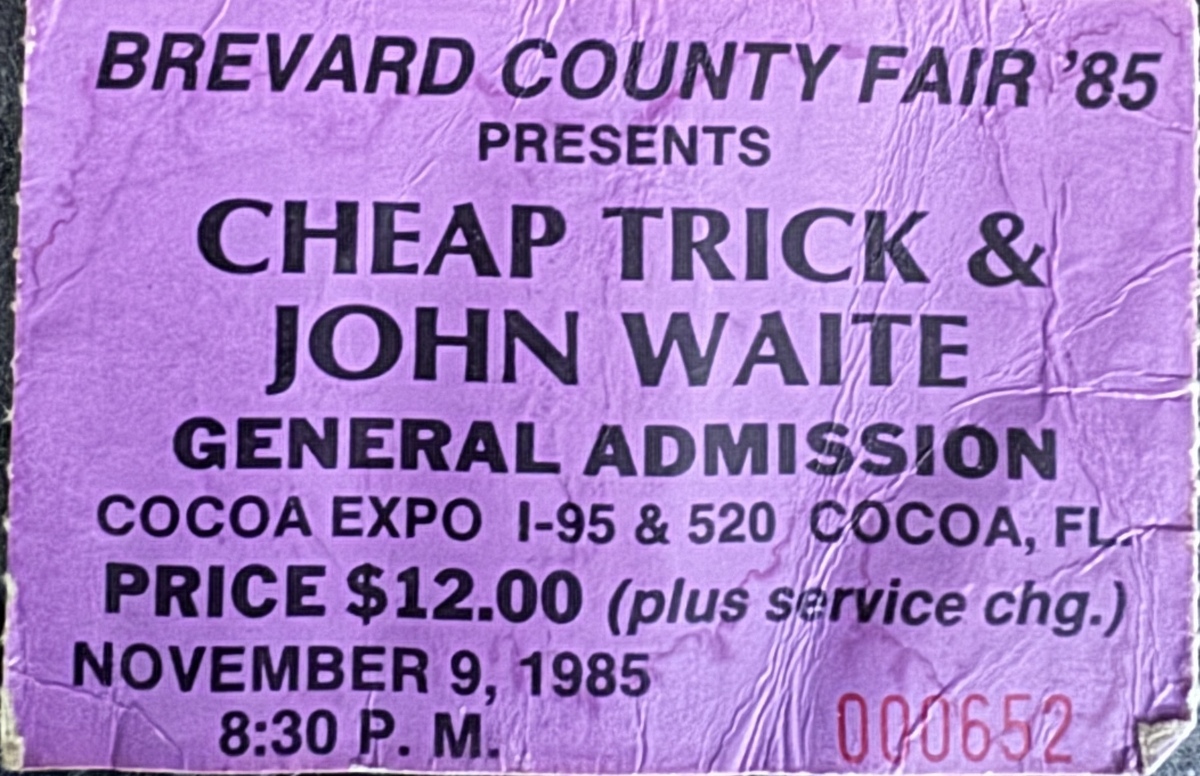 BREVARD COUNTY FAIR '85
PRESENTS
CHEAP TRICK &
JOHN WAITE
GENERAL ADMISSION
COCOA EXPO I-95 & 520 COCOA, FL.
PRICE $12.00 (plus service chg.)
NOVEMBER 9, 1985
8:30 P. M.
000652